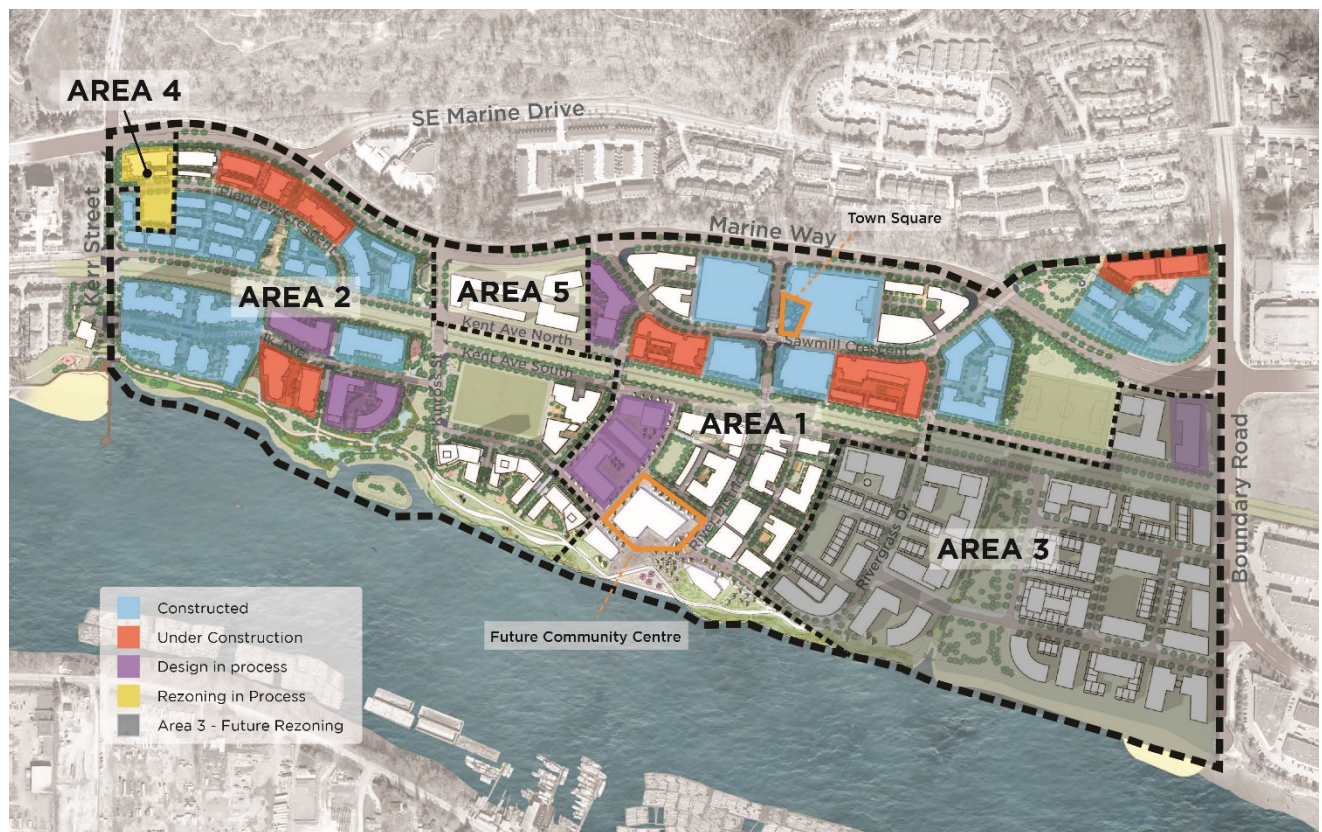 AREA 4
SE Marine Drive
Kerr Street
Pierview Crescent
Town Square
Marine Way
AREA 2
AREA 5
Kent Ave North
Sawmill Crescent
Kent Ave South
AREA 1
AREA 3
Rivergrass Dr
Boundary Road
Future Community Centre
Constructed
Under Construction
Design in process
Rezoning in Process
Area 3 - Future Rezoning